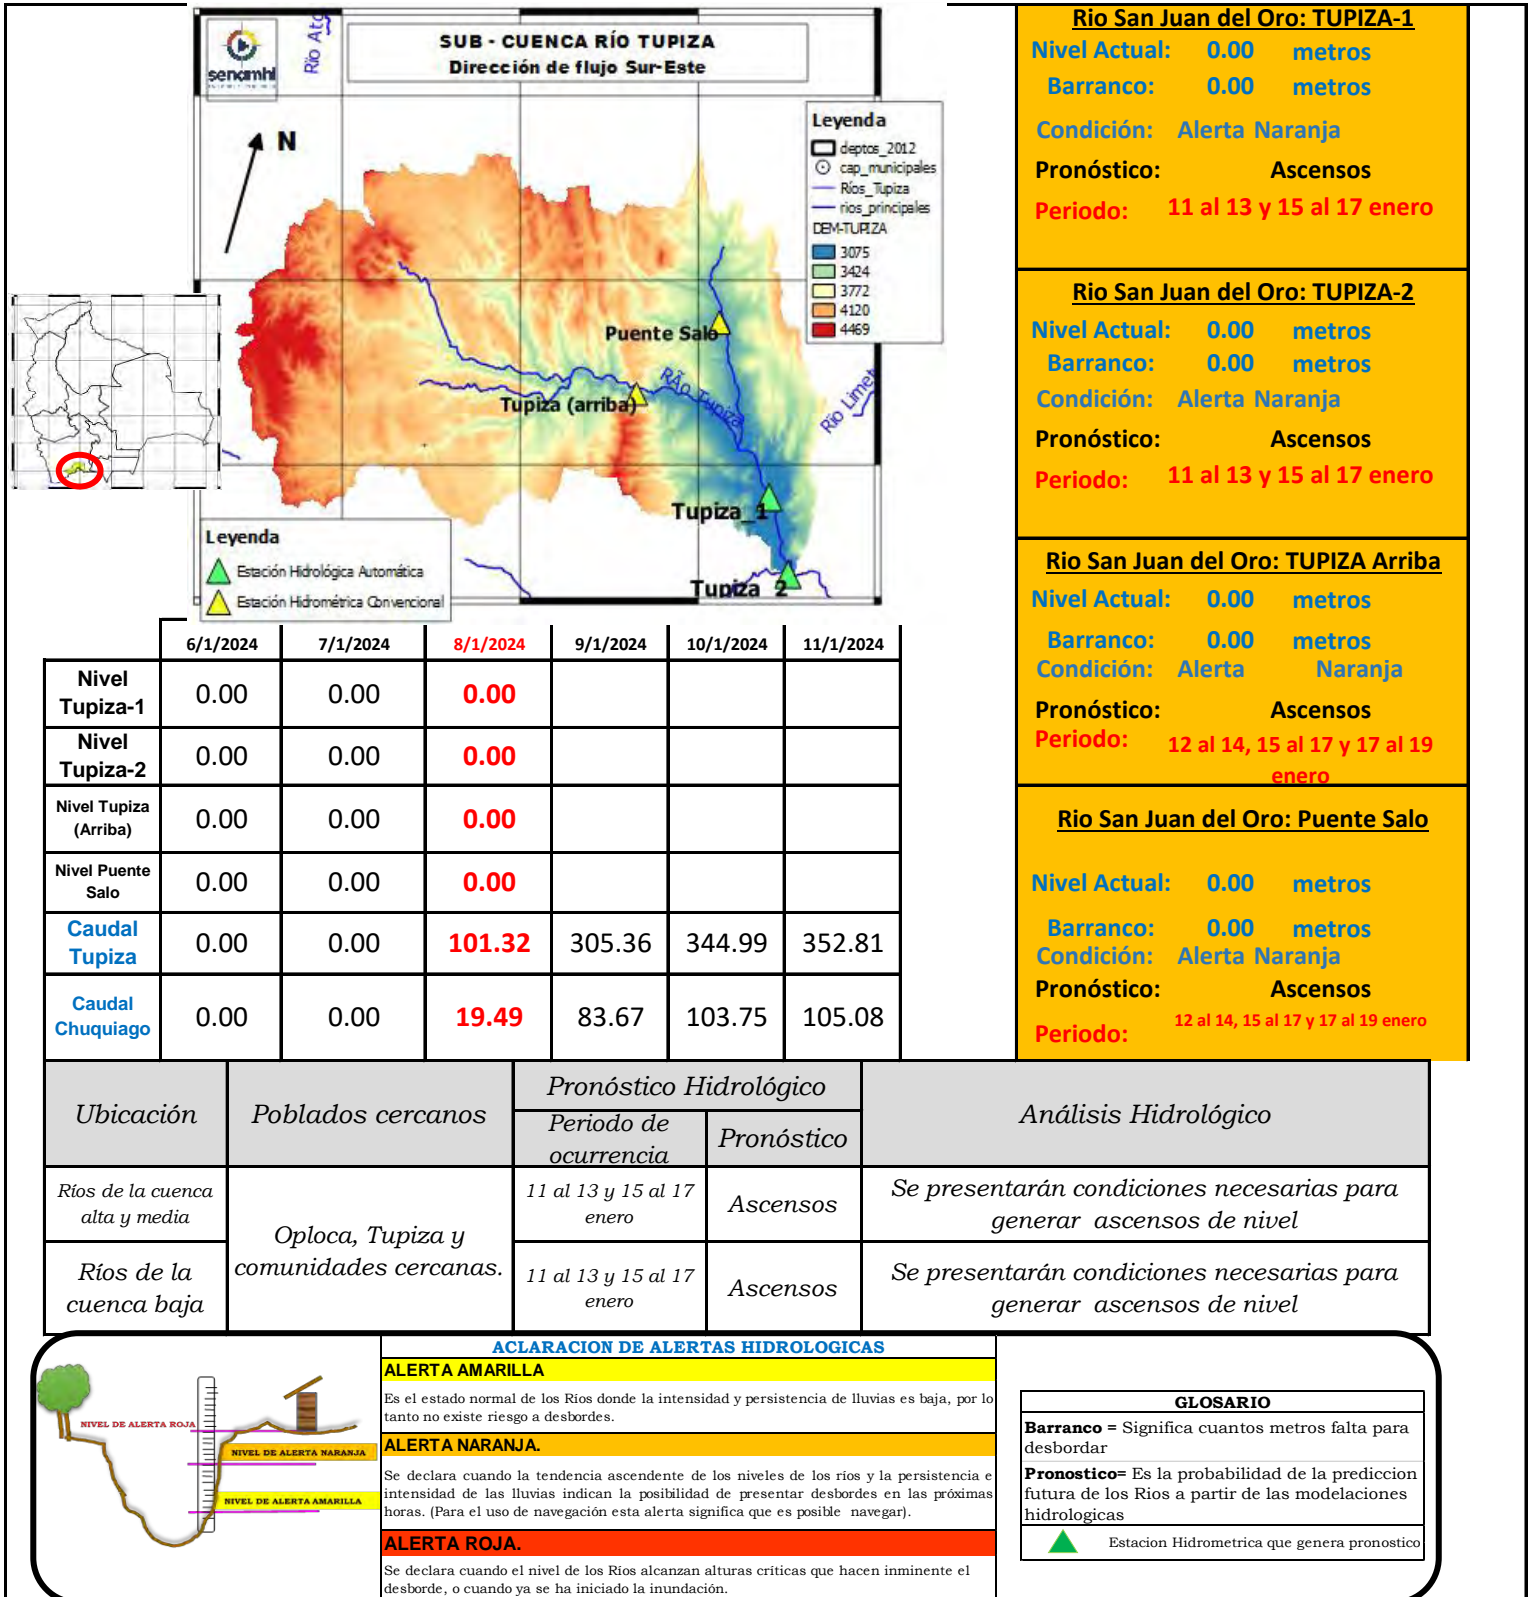 senamhi
Río Ato
SUB - CUENCA RÍO TUPIZA
Dirección de flujo Sur-Este
N
Leyenda
deptos_2012
cap_municipales
Ríos_Tupiza
rios_principales
DEM-TUPIZA
3075
3424
3772
4120
4469
Puente Salo
Tupiza (arriba)
RÃo Tupiza
Rio Limet
Tupiza_1
Tupiza_2
Leyenda
Estación Hidrológica Automática
Estación Hidrométrica Convencional
Rio San Juan del Oro: TUPIZA-1
Nivel Actual: 0.00 metros
Barranco: 0.00 metros
Condición: Alerta Naranja
Pronóstico: Ascensos
Periodo: 11 al 13 y 15 al 17 enero
Rio San Juan del Oro: TUPIZA-2
Nivel Actual: 0.00 metros
Barranco: 0.00 metros
Condición: Alerta Naranja
Pronóstico: Ascensos
Periodo: 11 al 13 y 15 al 17 enero
Rio San Juan del Oro: TUPIZA Arriba
Nivel Actual: 0.00 metros
Barranco: 0.00 metros
Condición: Alerta Naranja
Pronóstico: Ascensos
Periodo: 12 al 14, 15 al 17 y 17 al 19
enero
Rio San Juan del Oro: Puente Salo
Nivel Actual: 0.00 metros
Barranco: 0.00 metros
Condición: Alerta Naranja
Pronóstico: Ascensos
Periodo: 12 al 14, 15 al 17 y 17 al 19 enero
6/1/2024 7/1/2024 8/1/2024 9/1/2024 10/1/2024 11/1/2024
Nivel
Tupiza-1 0.00 0.00 0.00
Nivel
Tupiza-2 0.00 0.00 0.00
Nivel Tupiza
(Arriba) 0.00 0.00 0.00
Nivel Puente
Salo 0.00 0.00 0.00
Caudal
Tupiza 0.00 0.00 101.32 305.36 344.99 352.81
Caudal
Chuquiago 0.00 0.00 19.49 83.67 103.75 105.08
Ubicación
Poblados cercanos
Pronóstico Hidrológico
Periodo de
ocurrencia
Pronóstico
Análisis Hidrológico
Ríos de la cuenca
alta y media
Oploca, Tupiza y
comunidades cercanas.
11 al 13 y 15 al 17
enero
Ascensos
Se presentarán condiciones necesarias para
generar ascensos de nivel
Ríos de la
cuenca baja
11 al 13 y 15 al 17
enero
Ascensos
Se presentarán condiciones necesarias para
generar ascensos de nivel
NIVEL DE ALERTA ROJA
NIVEL DE ALERTA NARANJA
NIVEL DE ALERTA AMARILLA
ACLARACION DE ALERTAS HIDROLOGICAS
ALERTA AMARILLA
Es el estado normal de los Ríos donde la intensidad y persistencia de lluvias es baja, por lo
tanto no existe riesgo a desbordes.
ALERTA NARANJA.
Se declara cuando la tendencia ascendente de los niveles de los ríos y la persistencia e
intensidad de las lluvias indican la posibilidad de presentar desbordes en las próximas
horas. (Para el uso de navegación esta alerta significa que es posible navegar).
ALERTA ROJA.
Se declara cuando el nivel de los Ríos alcanzan alturas críticas que hacen inminente el
desborde, o cuando ya se ha iniciado la inundación.
GLOSARIO
Barranco = Significa cuantos metros falta para
desbordar
Pronostico= Es la probabilidad de la prediccion
futura de los Rios a partir de las modelaciones
hidrologicas
Estacion Hidrometrica que genera pronostico